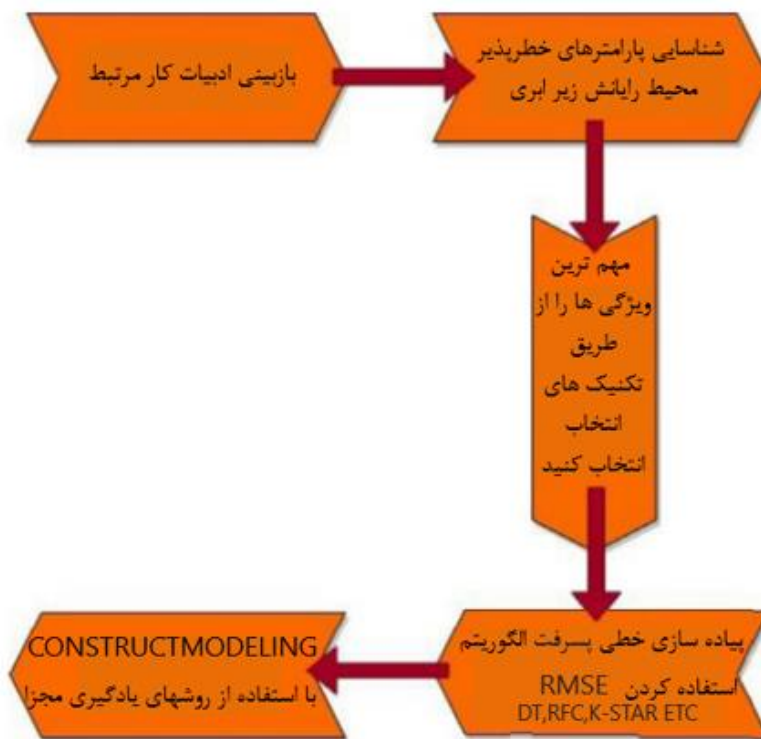 بازبینی ادبیات کار مرتبط
شناسایی پارامترهای خطرپذیر
محیط رایانش زیر ابری
مهم ترین
ویژگی ها را از
طریق
تکنیک های
انتخاب
انتخاب کنید
پیاده سازی خطی پسرفت الگوریتم
استفاده کردن RMSE
DT,RFC,K-STAR ETC
CONSTRUCTMODELING
با استفاده از روشهای یادگیری مجزا